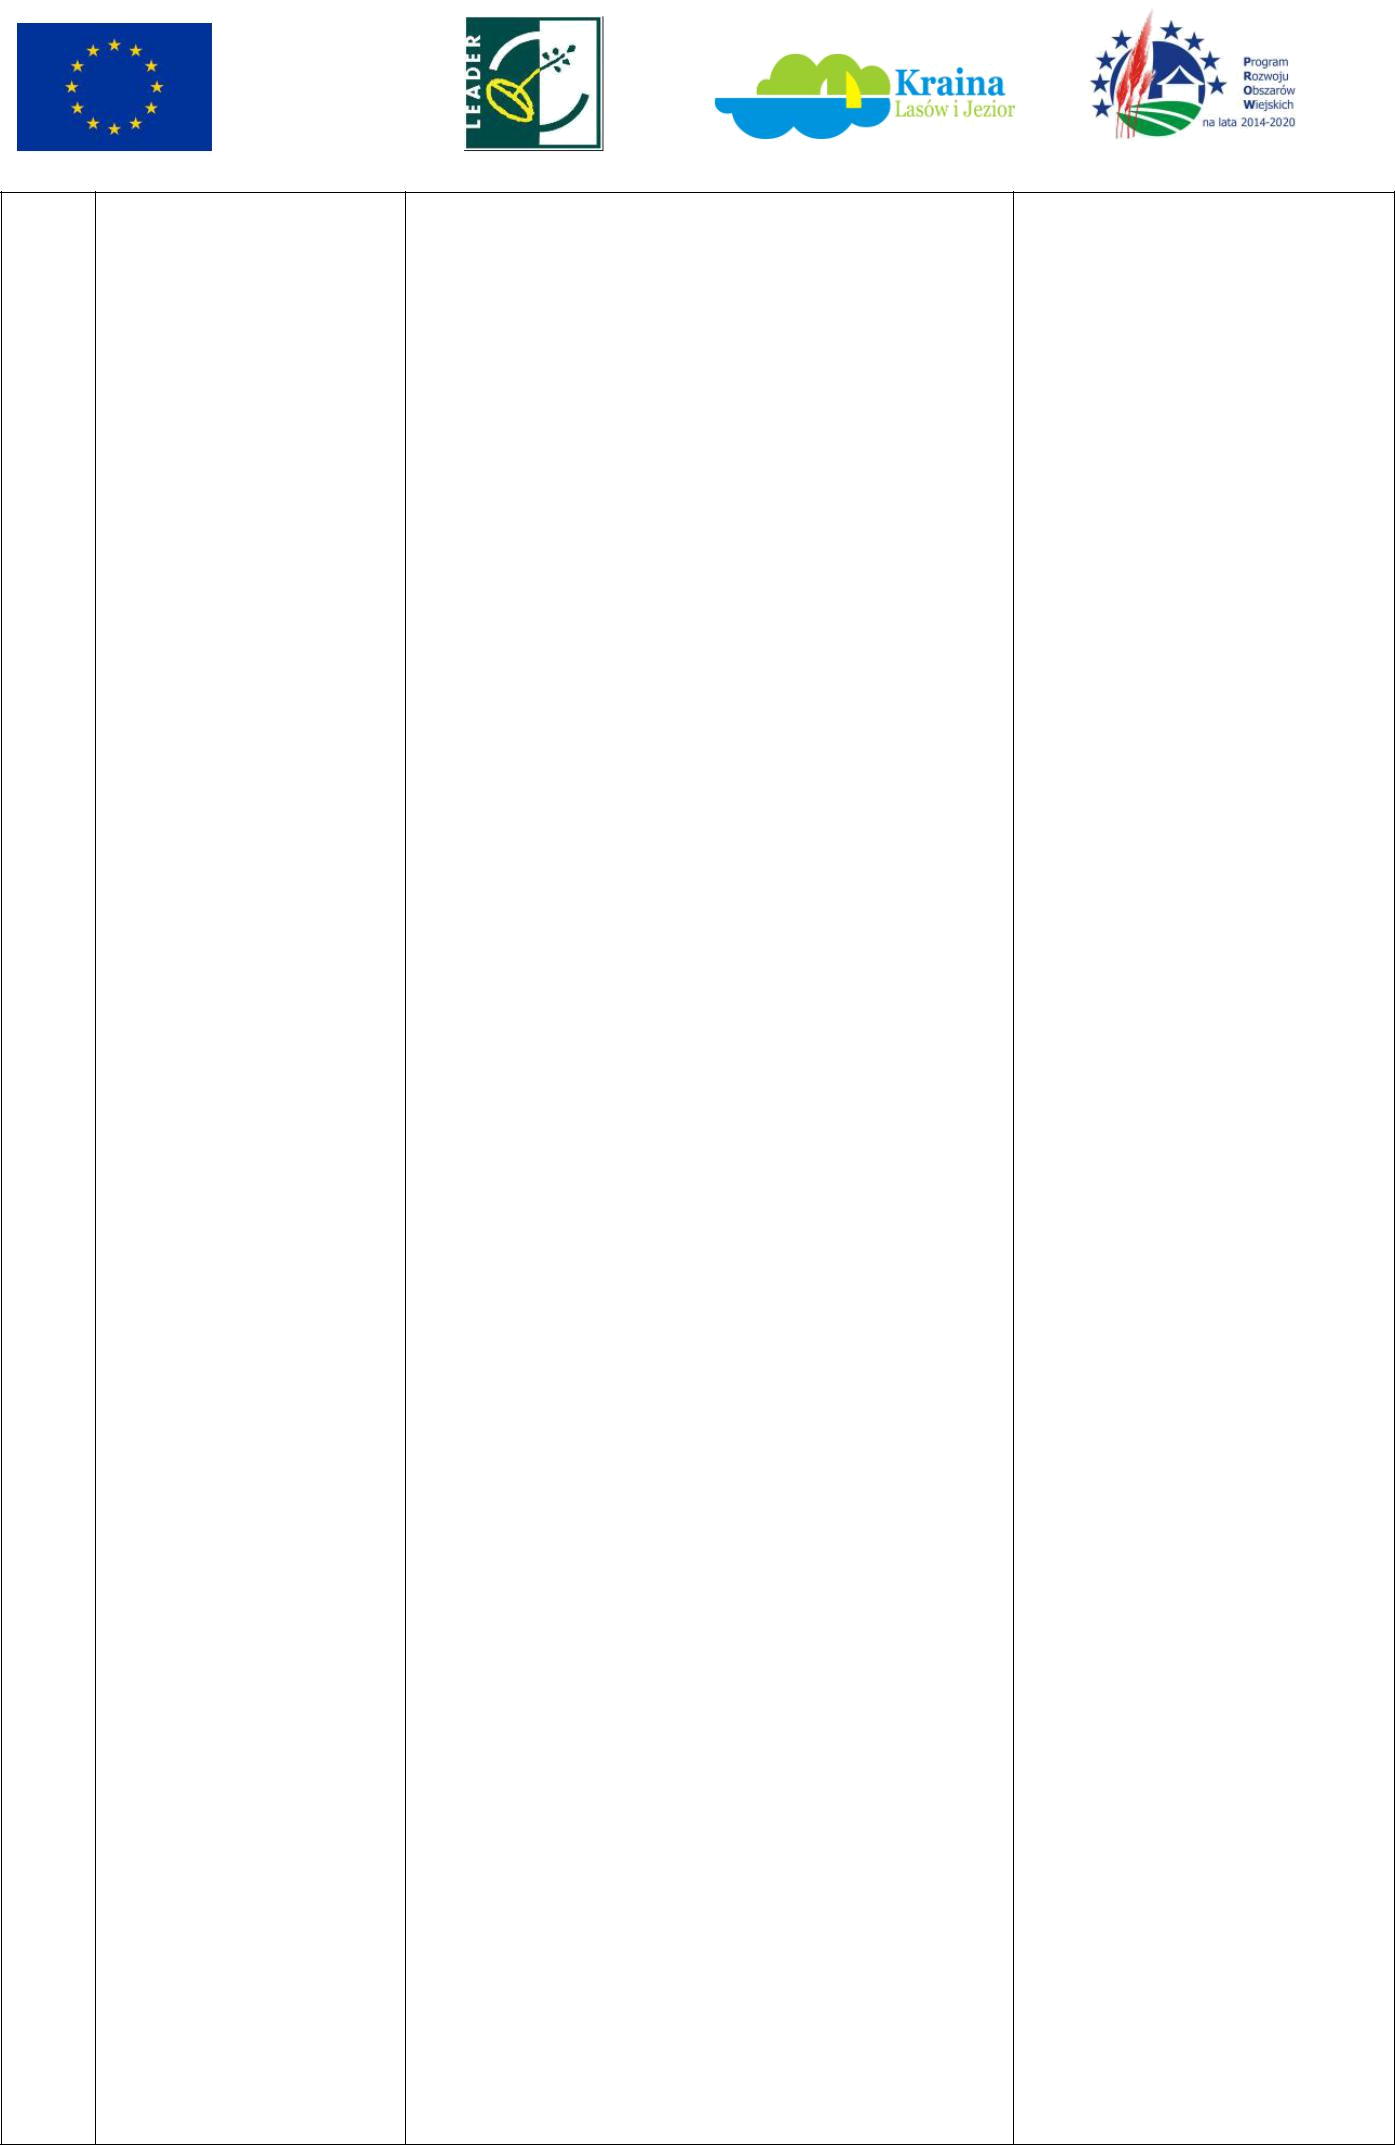 LEADER
Kraina
Lasów i Jezior
Program
Rozwoju
Obszarów
Wiejskich
na lata 2014-2020